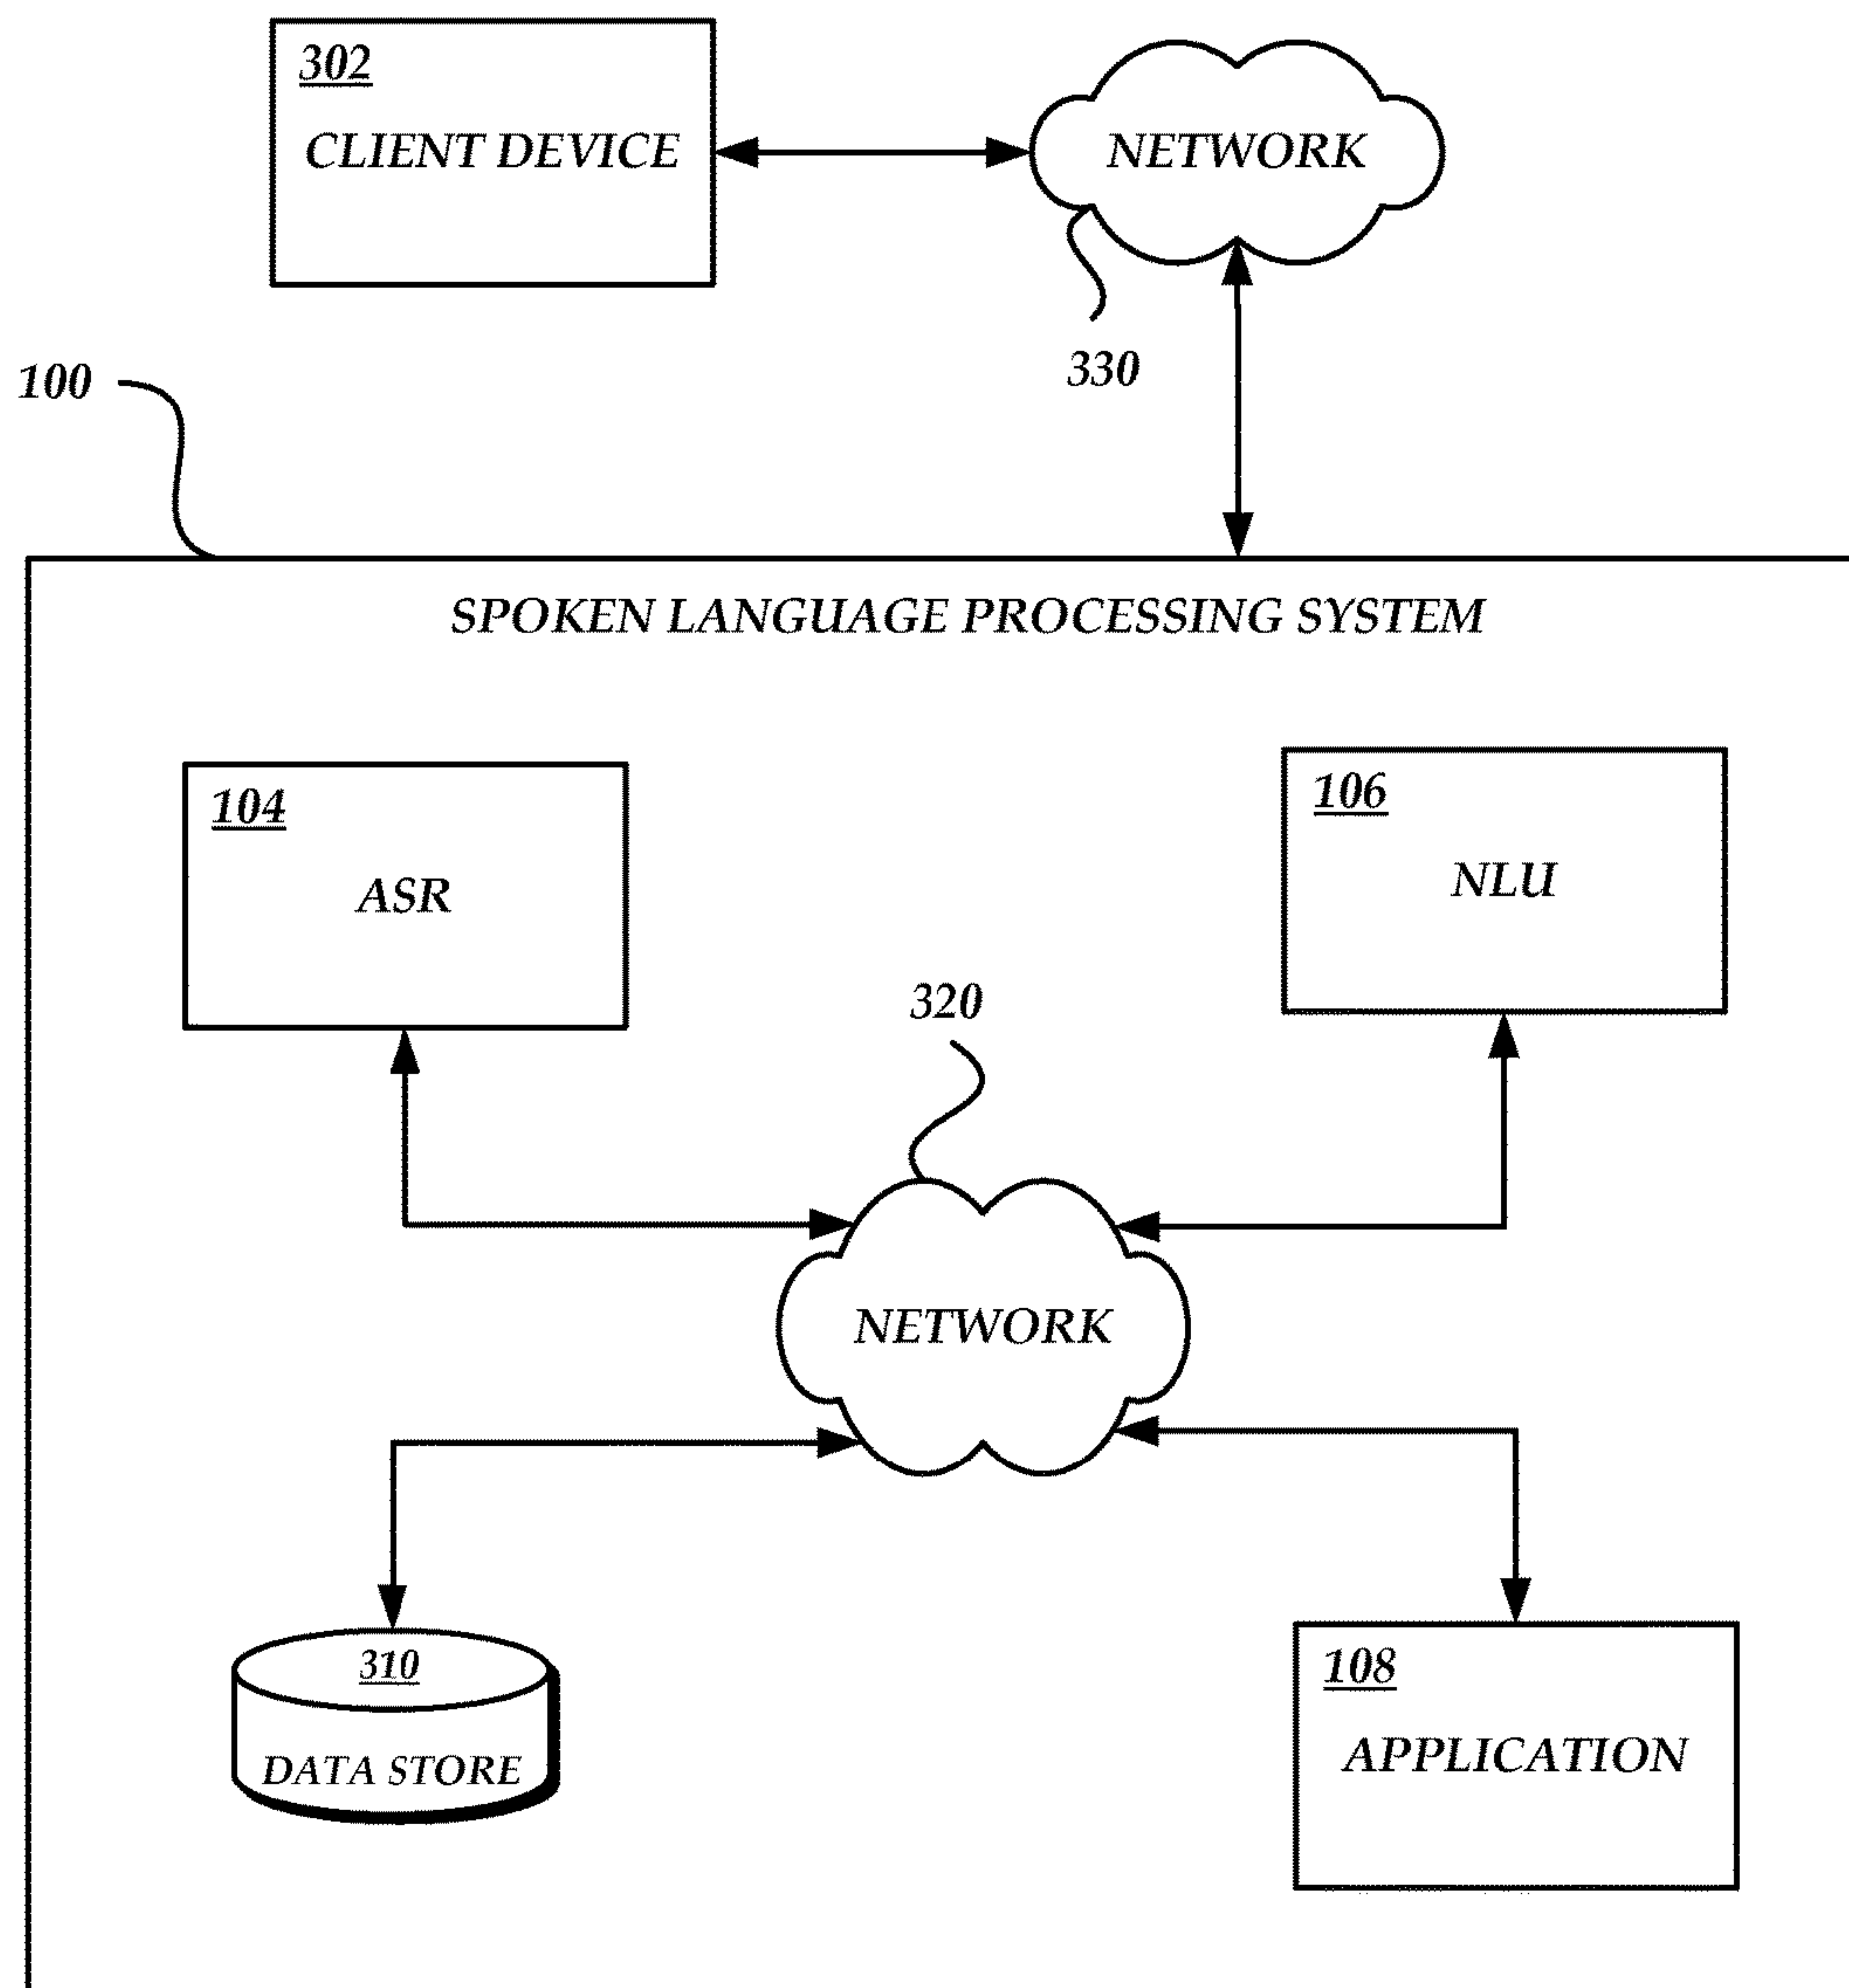 302
CLIENT DEVICE
NETWORK
330
100
SPOKEN LANGUAGE PROCESSING SYSTEM
104
ASR
106
NLU
320
NETWORK
310
DATA STORE
108
APPLICATION